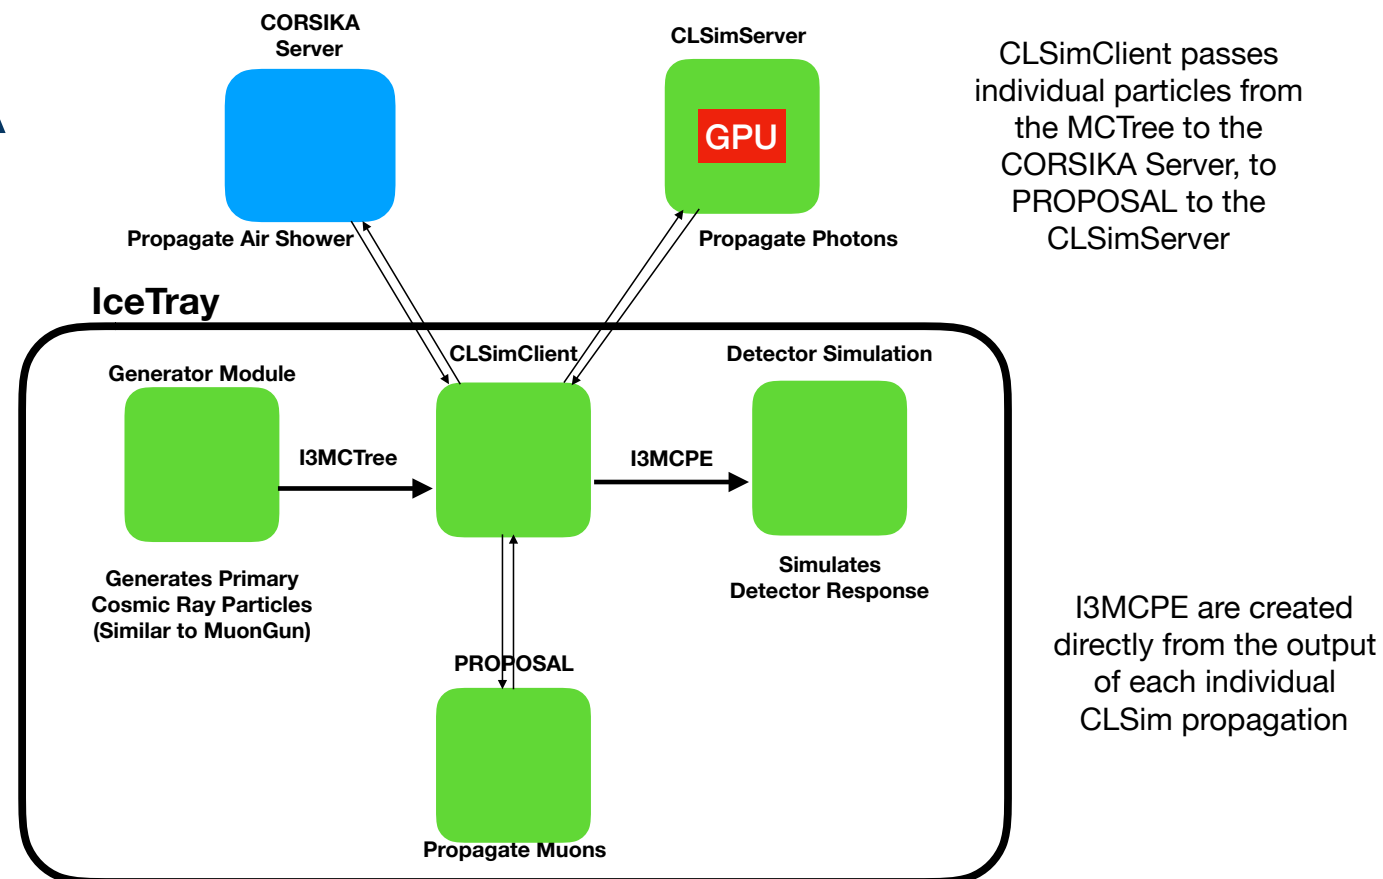 CORSIKA
Server
CLSimServer
GPU
Propagate Air Shower
Propagate Photons
CLSimClient passes
individual particles from
the MCTree to the
CORSIKA Server, to
PROPOSAL to the
CLSimServer
IceTray
Generator Module
CLSimClient
Detector Simulation
I3MCTree
I3MCPE
Generates Primary
Cosmic Ray Particles
(Similar to MuonGun)
Simulates
Detector Response
PROPOSAL
Propagate Muons
I3MCPE are created
directly from the output
of each individual
CLSim propagation